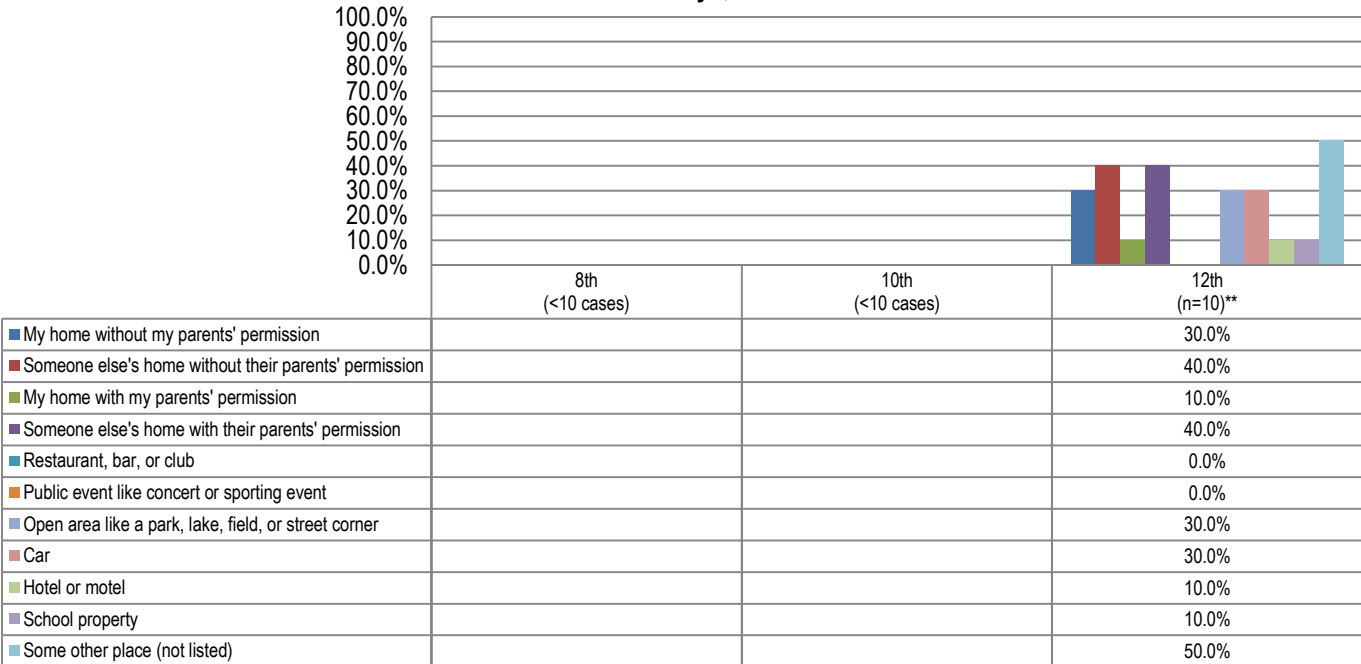 100.0%
90.0%
80.0%
70.0%
60.0%
50.0%
40.0%
30.0%
20.0%
10.0%
0.0%
8th
(<10 cases)
10th
(<10 cases)
12th
(n=10)**
My home without my parents' permission 30.0%
Someone else's home without their parents' permission 40.0%
My home with my parents' permission 10.0%
Someone else's home with their parents' permission 40.0%
Restaurant, bar, or club 0.0%
Public event like concert or sporting event 0.0%
Open area like a park, lake, field, or street corner 30.0%
Car 30.0%
Hotel or motel 10.0%
School property 10.0%
Some other place (not listed) 50.0%